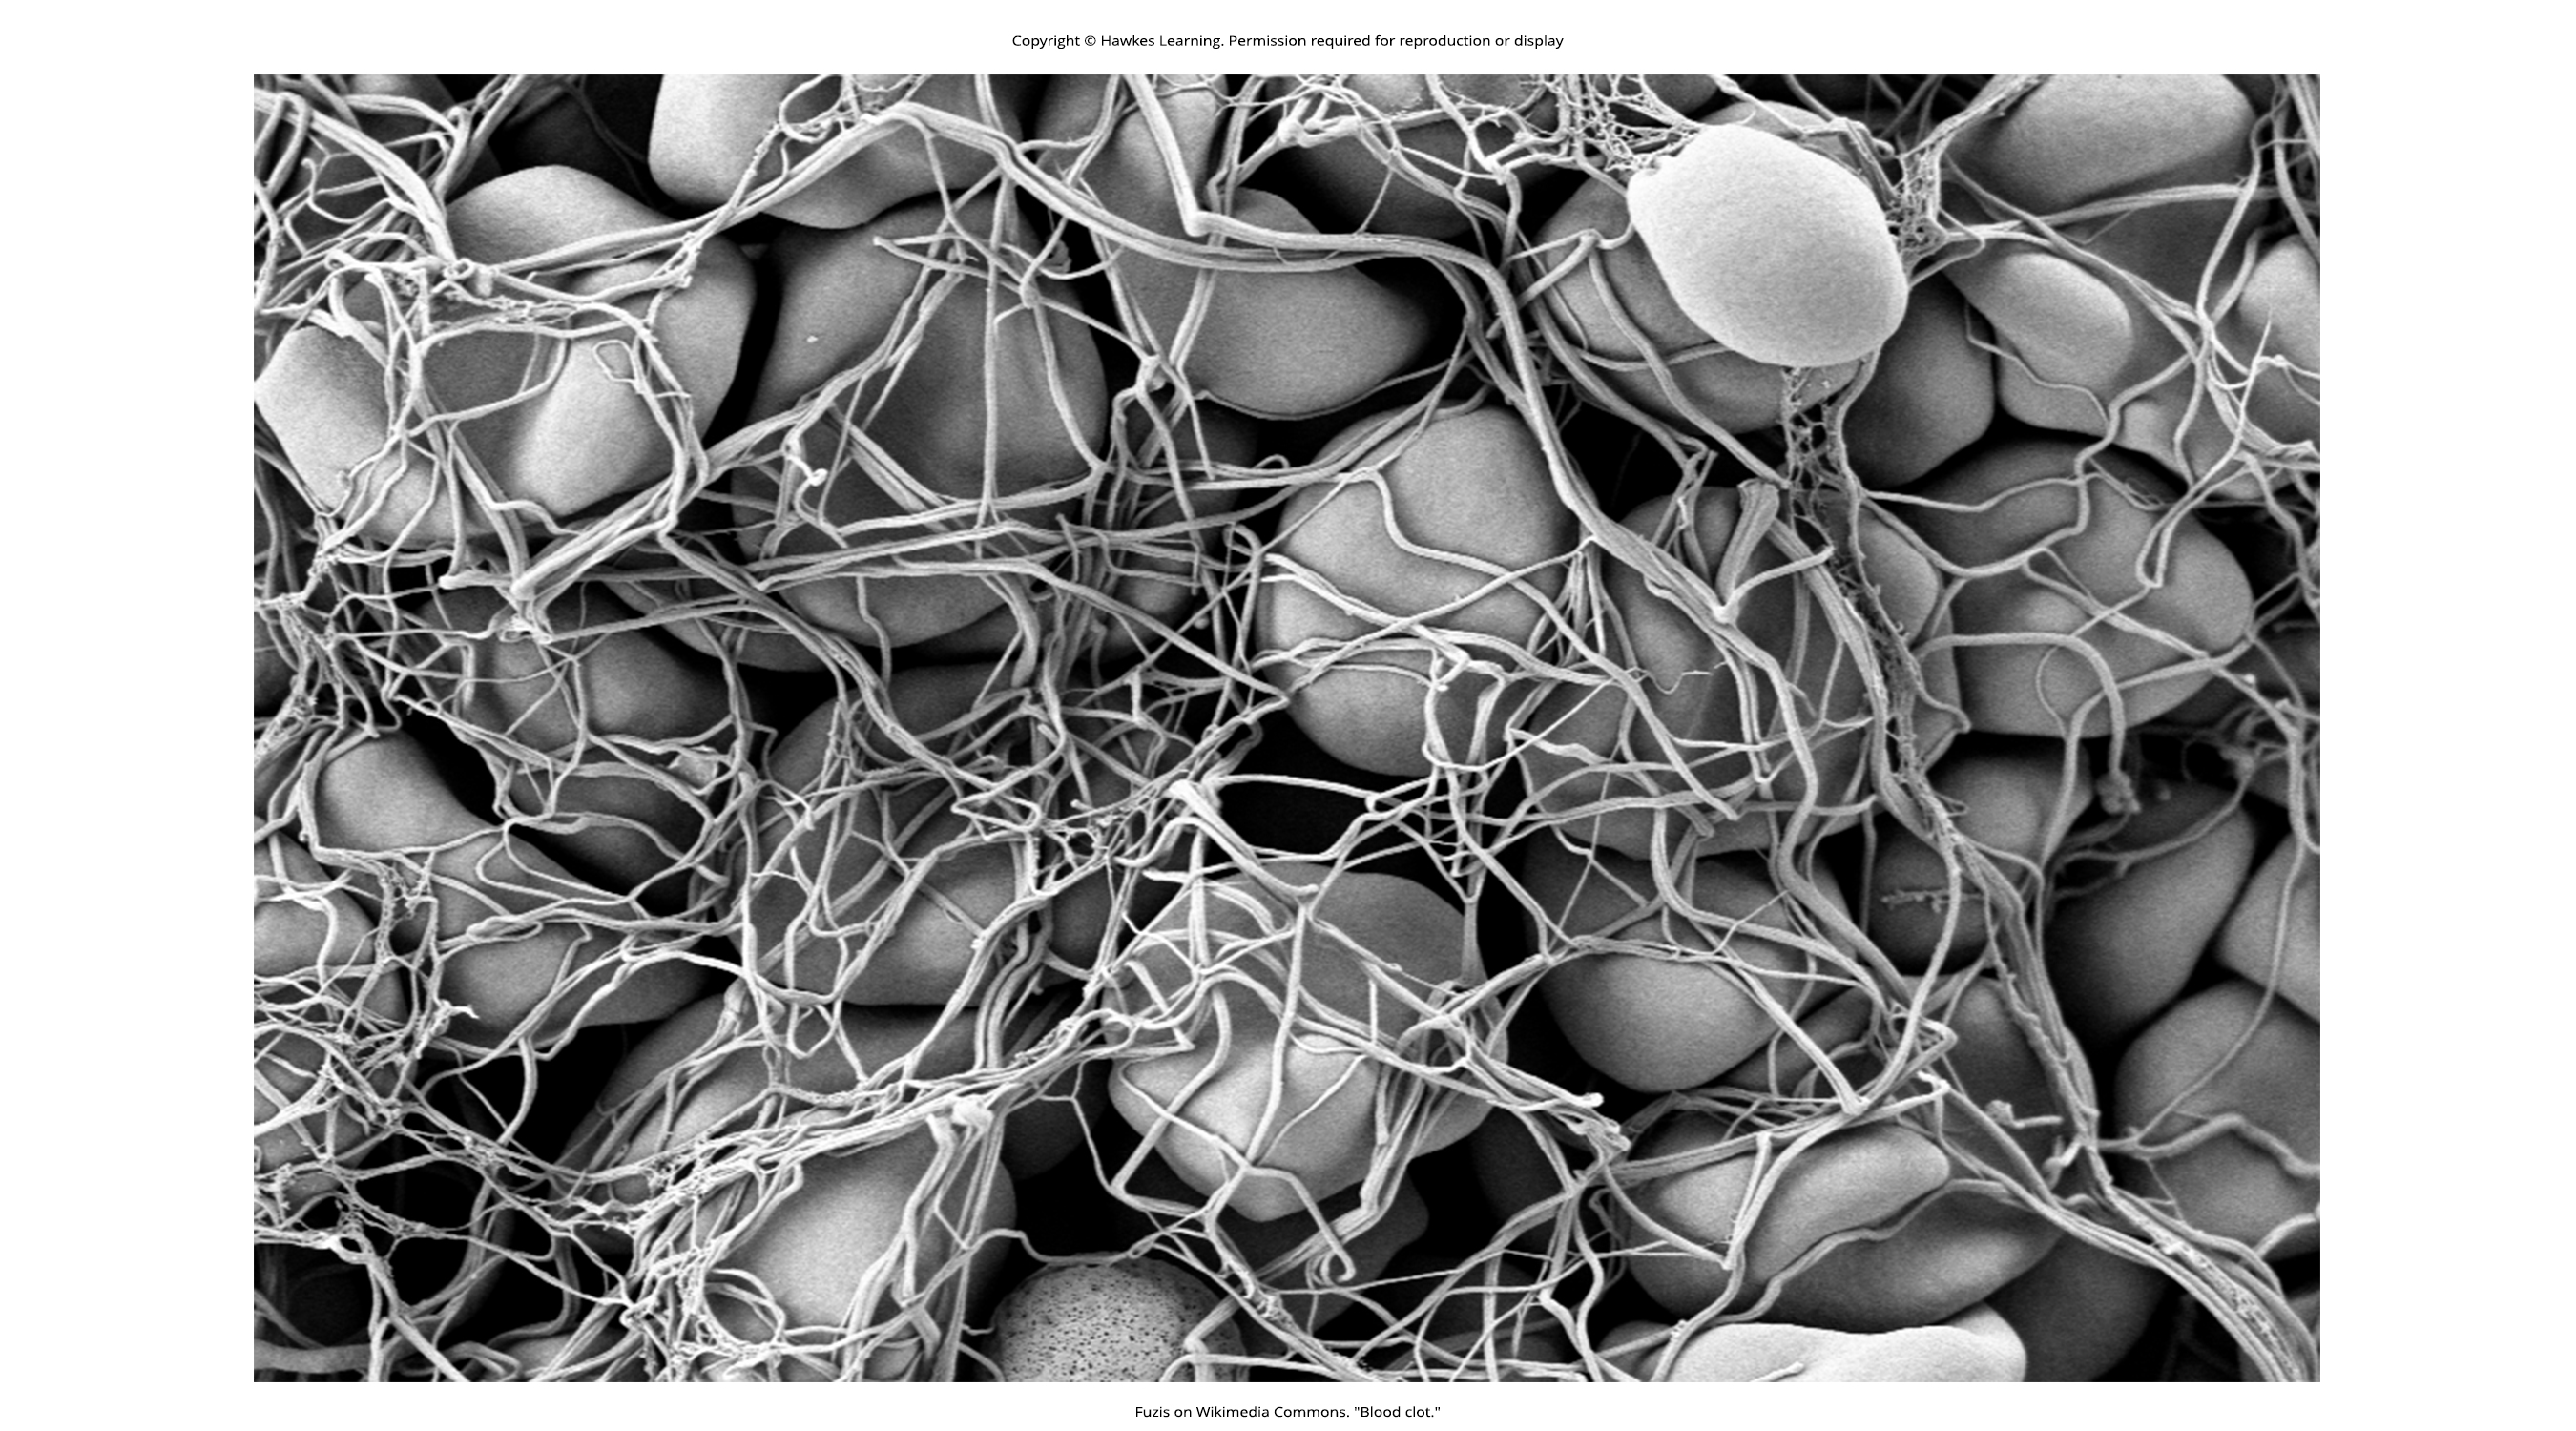 Copyright © Hawkes Learning. Permission required for reproduction or display
Fuzis on Wikimedia Commons. "Blood clot."